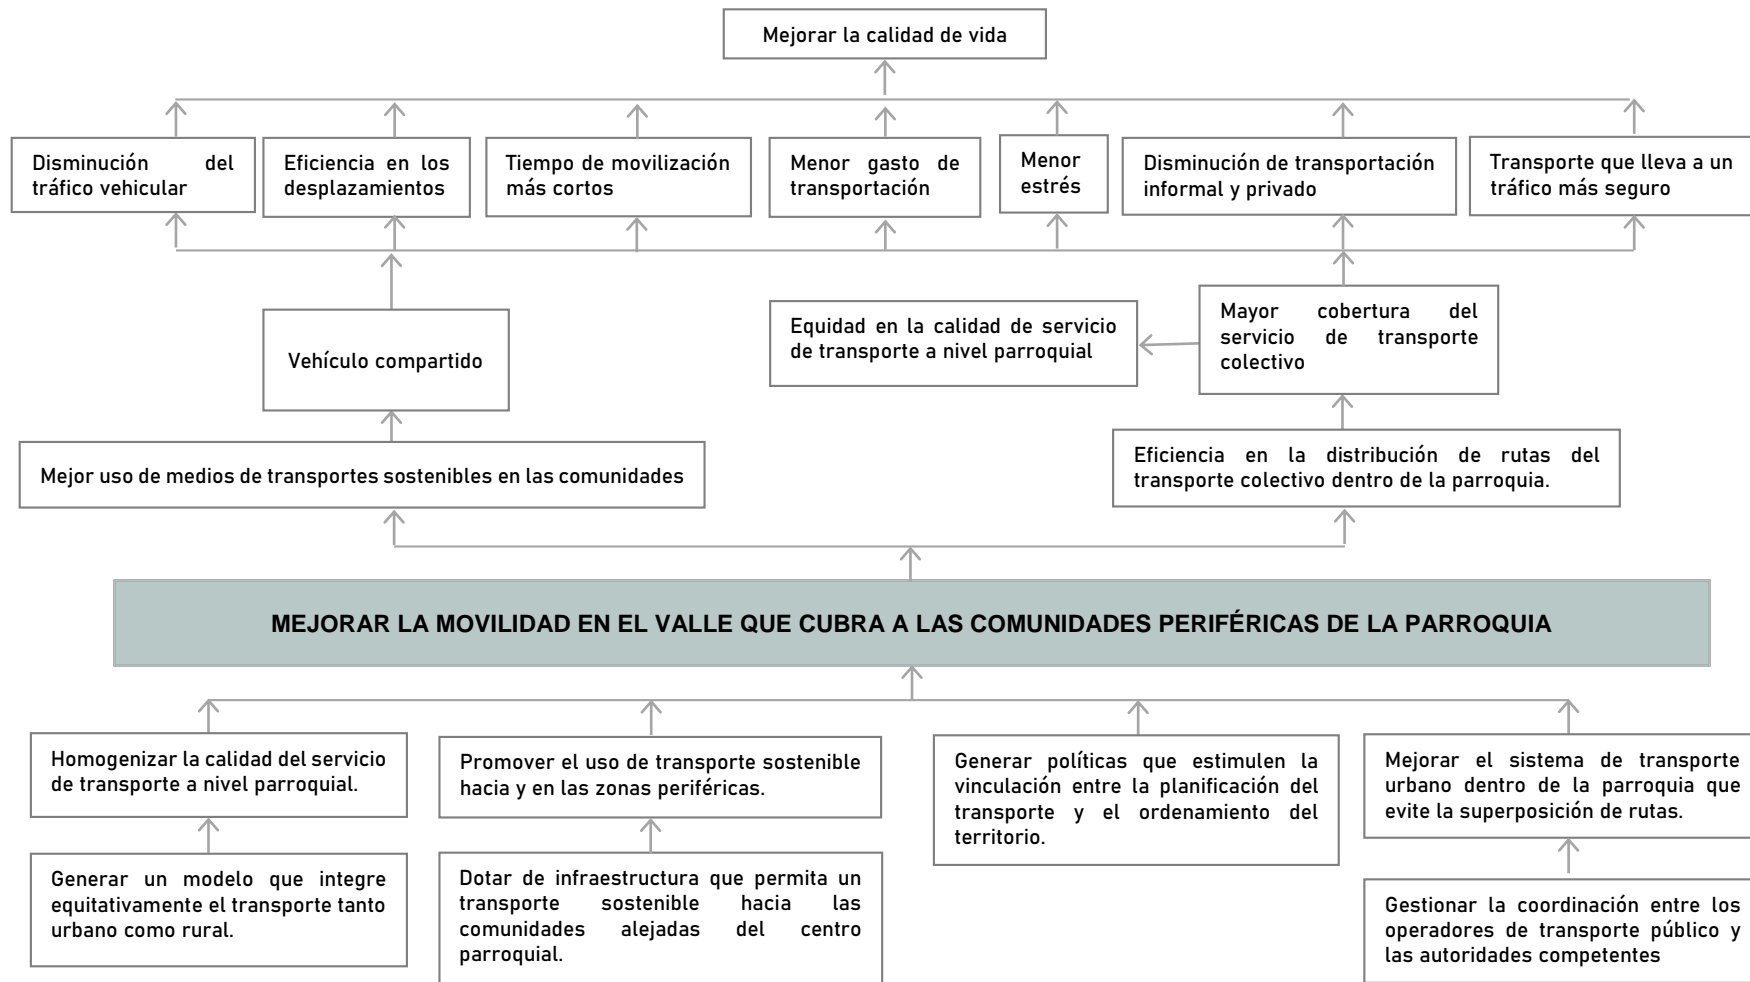 Mejorar la calidad de vida
Disminución del
tráfico vehicular
Eficiencia en los
desplazamientos
Tiempo de movilización
más cortos
Menor gasto de
transportación
Menor
estrés
Disminución de transportación
informal y privado
Transporte que lleva a un
tráfico más seguro
Vehículo compartido
Equidad en la calidad de servicio
de transporte a nivel parroquial
Mayor cobertura del
servicio de transporte
colectivo
Mejor uso de medios de transportes sostenibles en las comunidades
Eficiencia en la distribución de rutas del
transporte colectivo dentro de la parroquia.
MEJORAR LA MOVILIDAD EN EL VALLE QUE CUBRA A LAS COMUNIDADES PERIFÉRICAS DE LA PARROQUIA
Homogenizar la calidad del servicio
de transporte a nivel parroquial.
Promover el uso de transporte sostenible
hacia y en las zonas periféricas.
Generar políticas que estimulen la
vinculación entre la planificación del
transporte y el ordenamiento del
territorio.
Mejorar el sistema de transporte
urbano dentro de la parroquia que
evite la superposición de rutas.
Generar un modelo que integre
equitativamente el transporte tanto
urbano como rural.
Dotar de infraestructura que permita un
transporte sostenible hacia las
comunidades alejadas del centro
parroquial.
Gestionar la coordinación entre los
operadores de transporte público y
las autoridades competentes